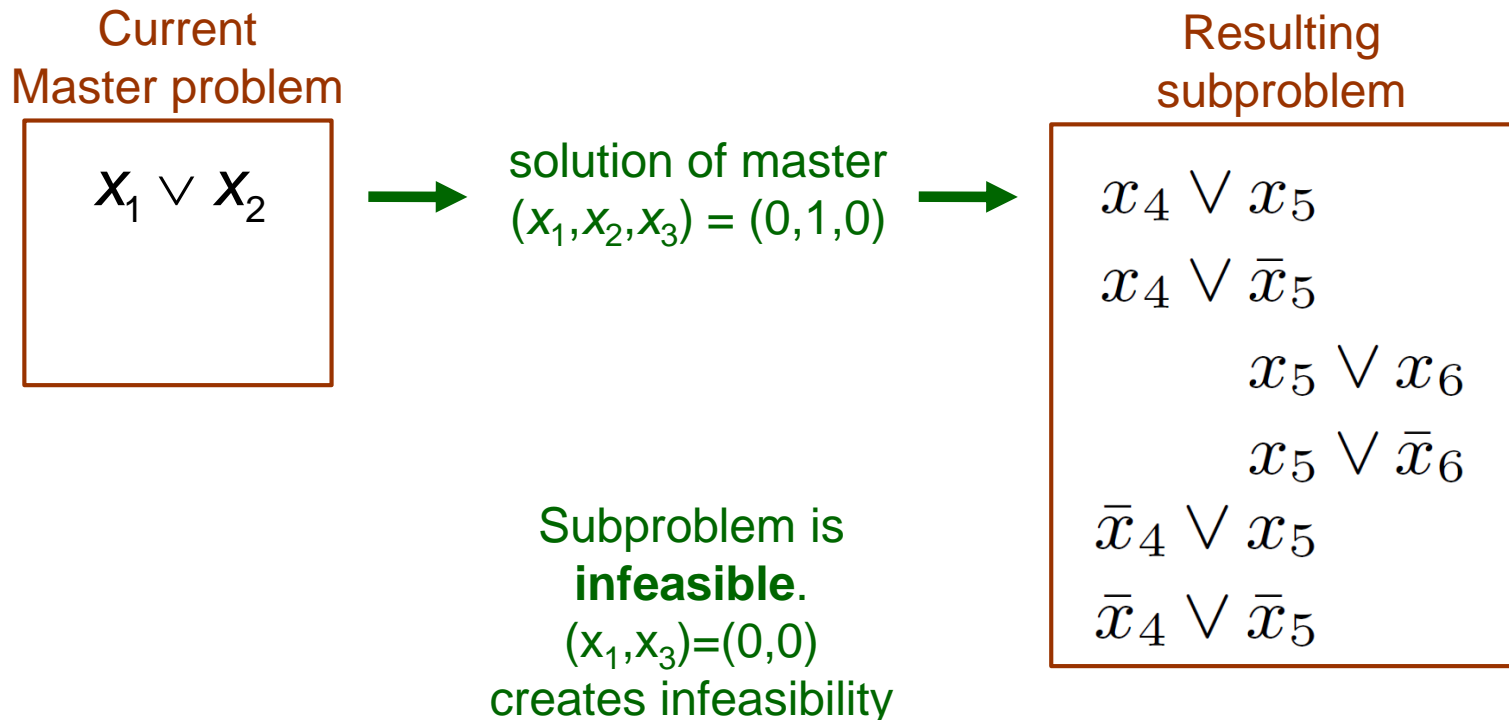 Current
Master problem
x₁ ∨ x₂
solution of master
(x₁,x₂,x₃) = (0,1,0)
Subproblem is
infeasible.
(x₁,x₃)=(0,0)
creates infeasibility
Resulting
subproblem
x₄ ∨ x₅
x₄ ∨ x̄₅
x₅ ∨ x₆
x₅ ∨ x̄₆
x̄₄ ∨ x₅
x̄₄ ∨ x̄₅